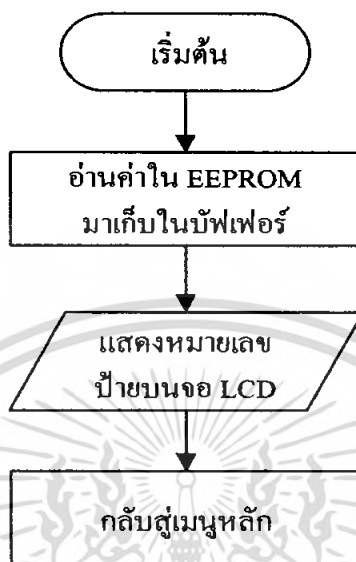 เริ่มต้น
อ่านค่าใน EEPROM
มาเก็บในบัฟเฟอร์
แสดงหมายเลข
ป้ายบนจอ LCD
กลับสู่เมนูหลัก